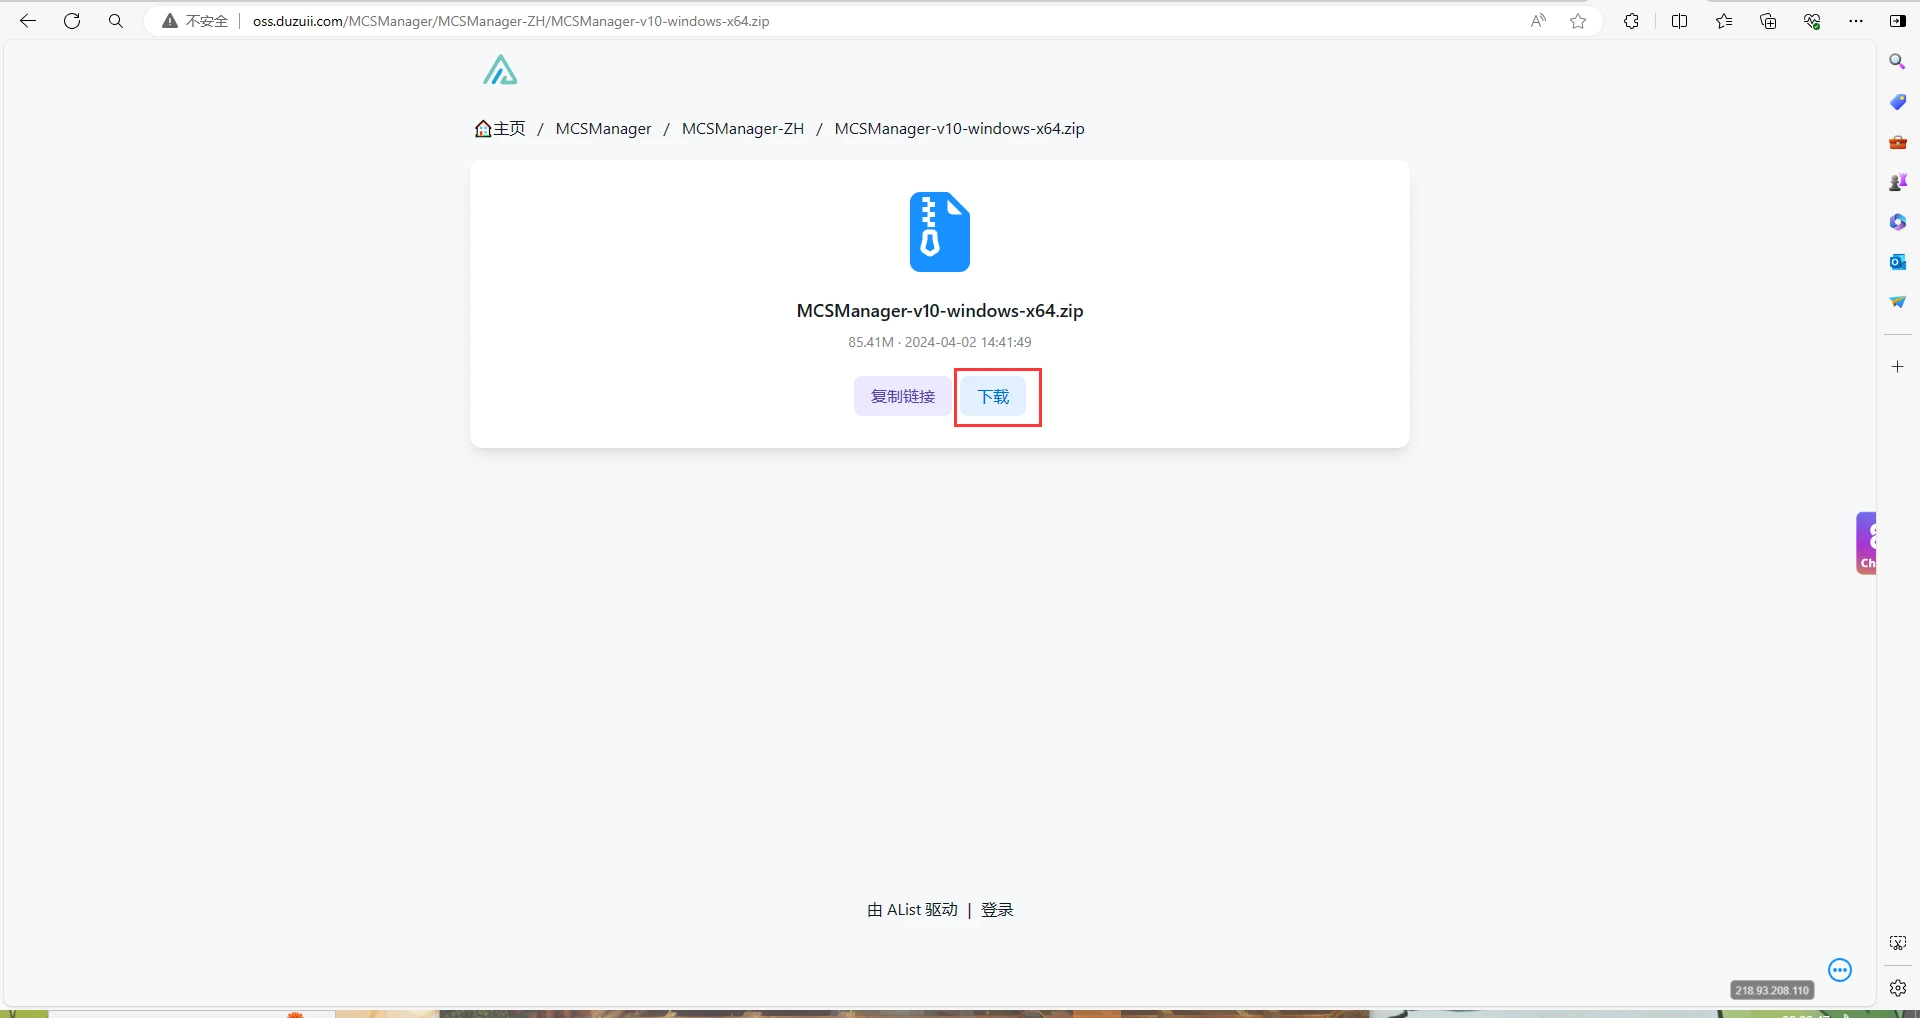 不安全 oss.duzuii.com/MCSManager/MCSManager-ZH/MCSManager-v10-windows-x64.zip
主页 / MCSManager / MCSManager-ZH / MCSManager-v10-windows-x64.zip
MCSManager-v10-windows-x64.zip
85.41M · 2024-04-02 14:41:49
复制链接 下载
Ch
由 AList 驱动 | 登录
218.93.208.110